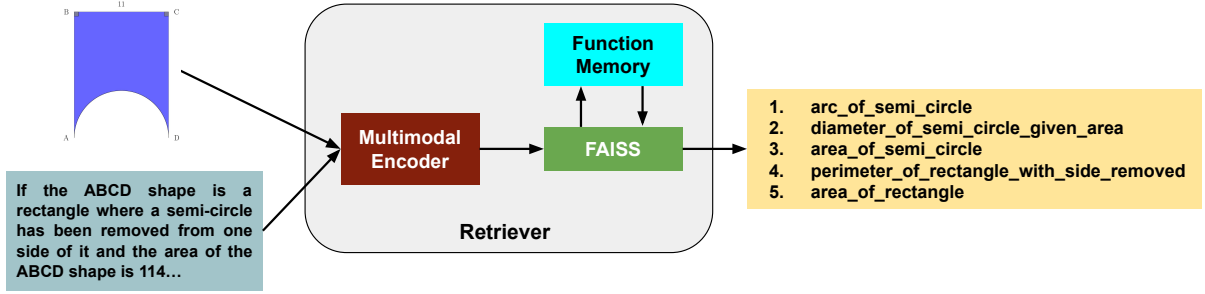 B 11 C
A D
If the ABCD shape is a
rectangle where a semi-circle
has been removed from one
side of it and the area of the
ABCD shape is 114...
Multimodal
Encoder
Function
Memory
FAISS
Retriever
1. arc_of_semi_circle
2. diameter_of_semi_circle_given_area
3. area_of_semi_circle
4. perimeter_of_rectangle_with_side_removed
5. area_of_rectangle